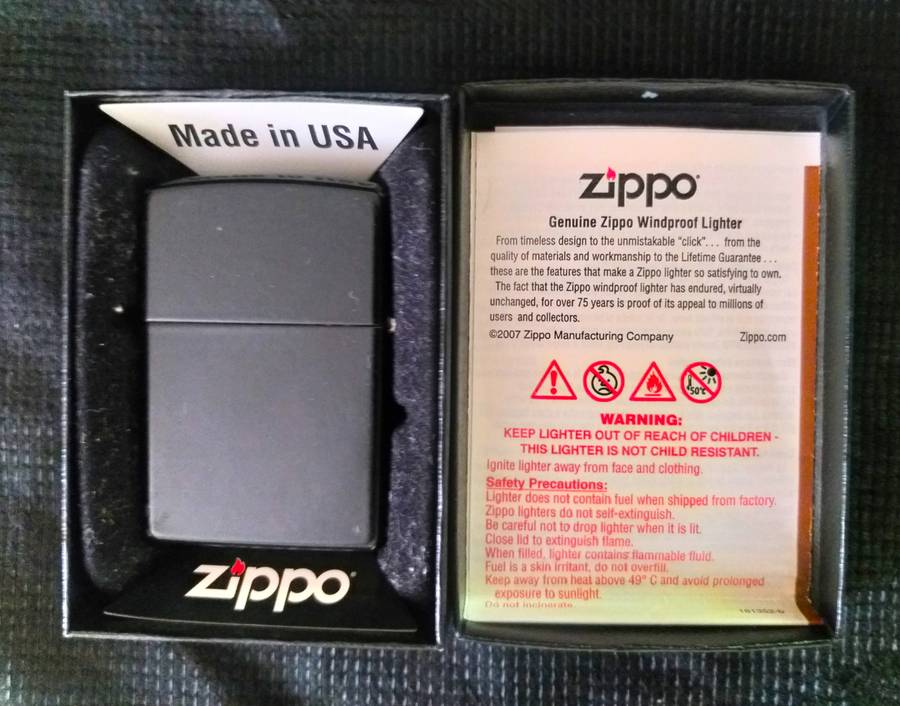 Made in USA
zippo
zippo
Genuine Zippo Windproof Lighter
From timeless design to the unmistakable “click”. . . from the
quality of materials and workmanship to the Lifetime Guarantee . . .
these are the features that make a Zippo lighter so satisfying to own.
The fact that the Zippo windproof lighter has endured, virtually
unchanged, for over 75 years is proof of its appeal to millions of
users and collectors.
©2007 Zippo Manufacturing Company Zippo.com
50°C
WARNING:
KEEP LIGHTER OUT OF REACH OF CHILDREN -
THIS LIGHTER IS NOT CHILD RESISTANT.
Ignite lighter away from face and clothing.
Safety Precautions:
Lighter does not contain fuel when shipped from factory.
Zippo lighters do not self-extinguish.
Be careful not to drop lighter when it is lit.
Close lid to extinguish flame.
When filled, lighter contains flammable fluid.
Fuel is a skin irritant, do not overfill.
Keep away from heat above 49° C and avoid prolonged
exposure to sunlight.
Do not incinerate.